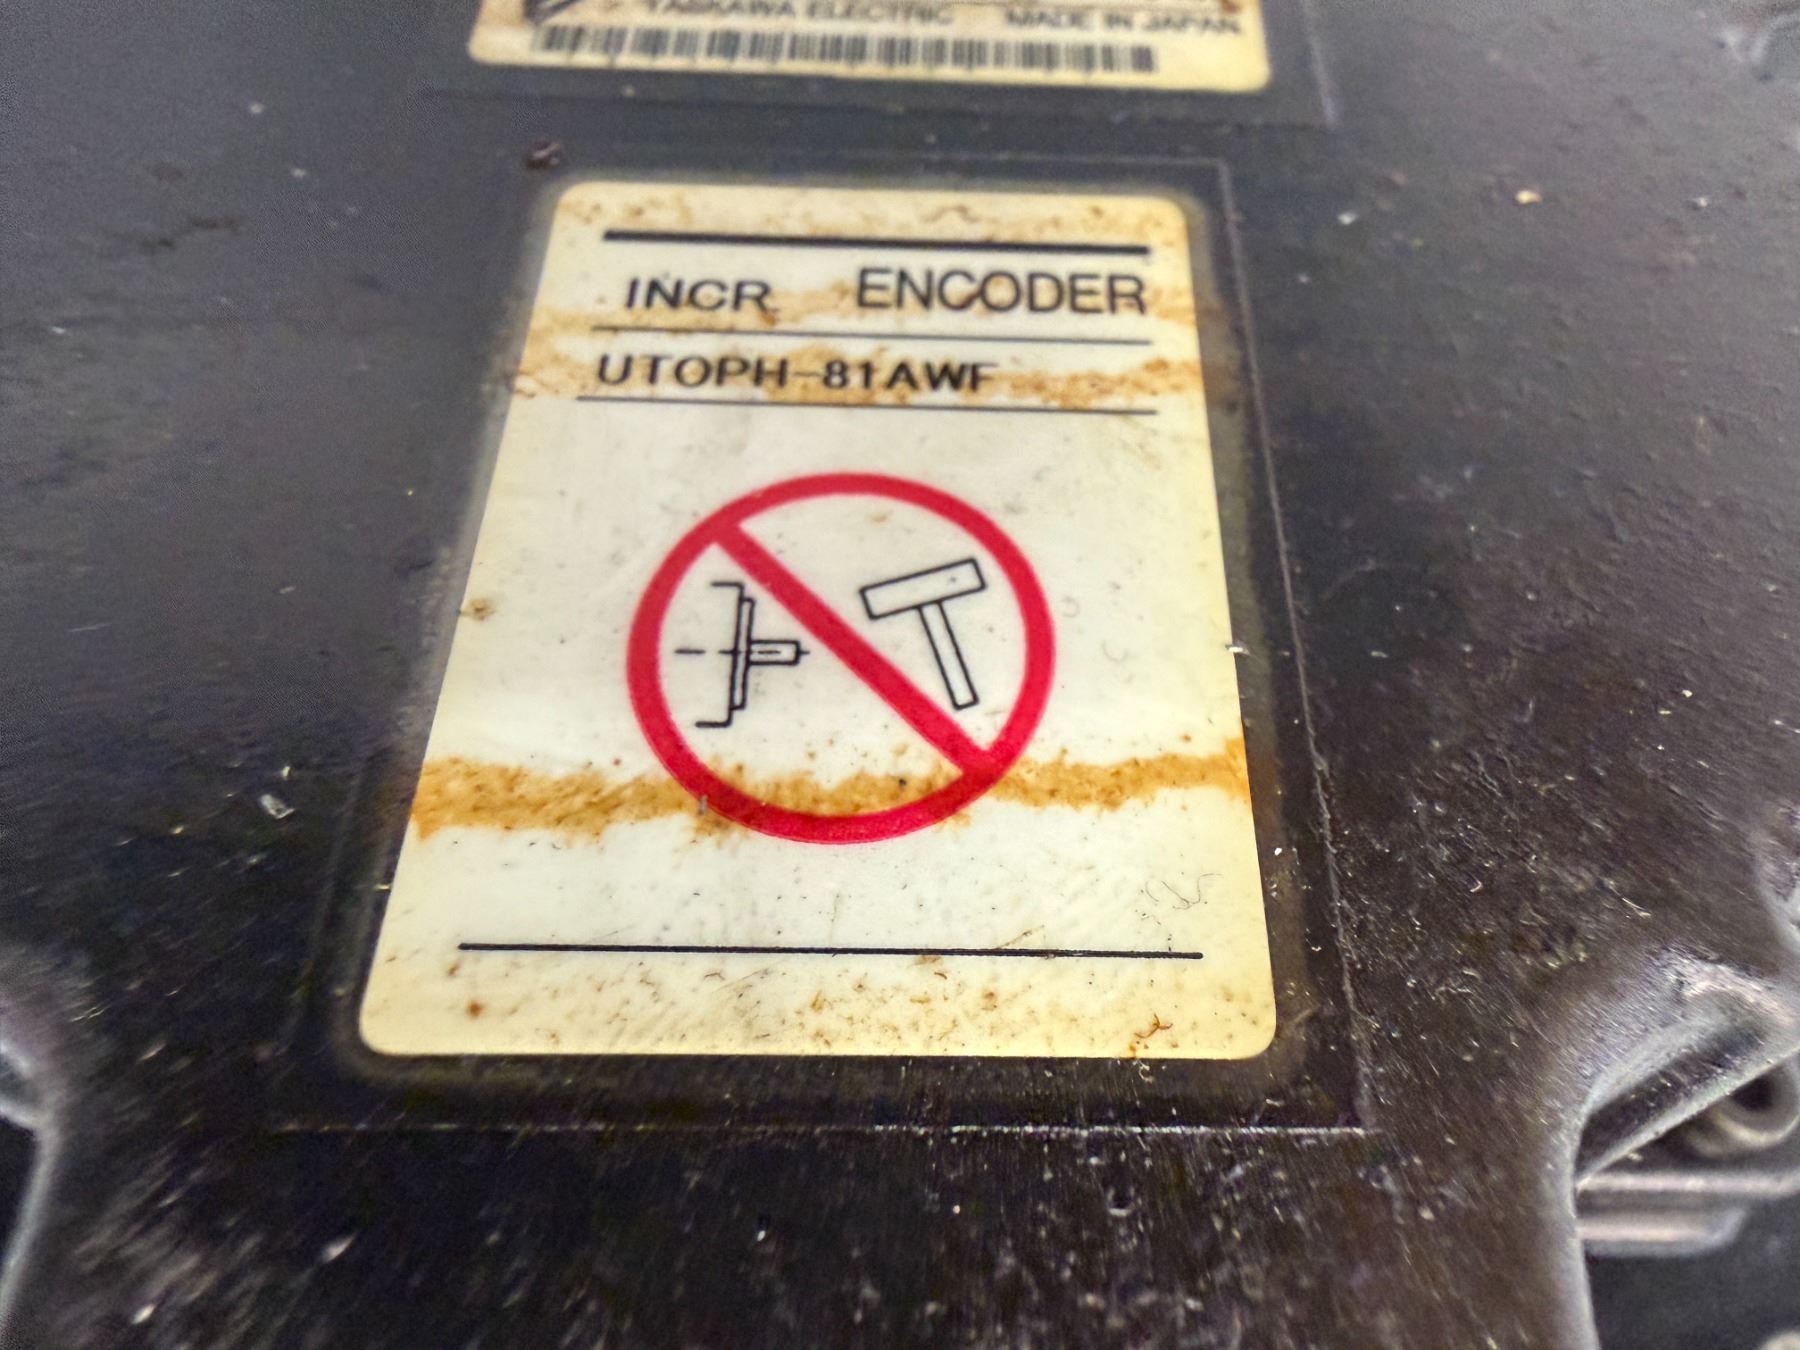 YASKAWA ELECTRIC MADE IN JAPAN
INCR. ENCODER
UTOPH-81AWF